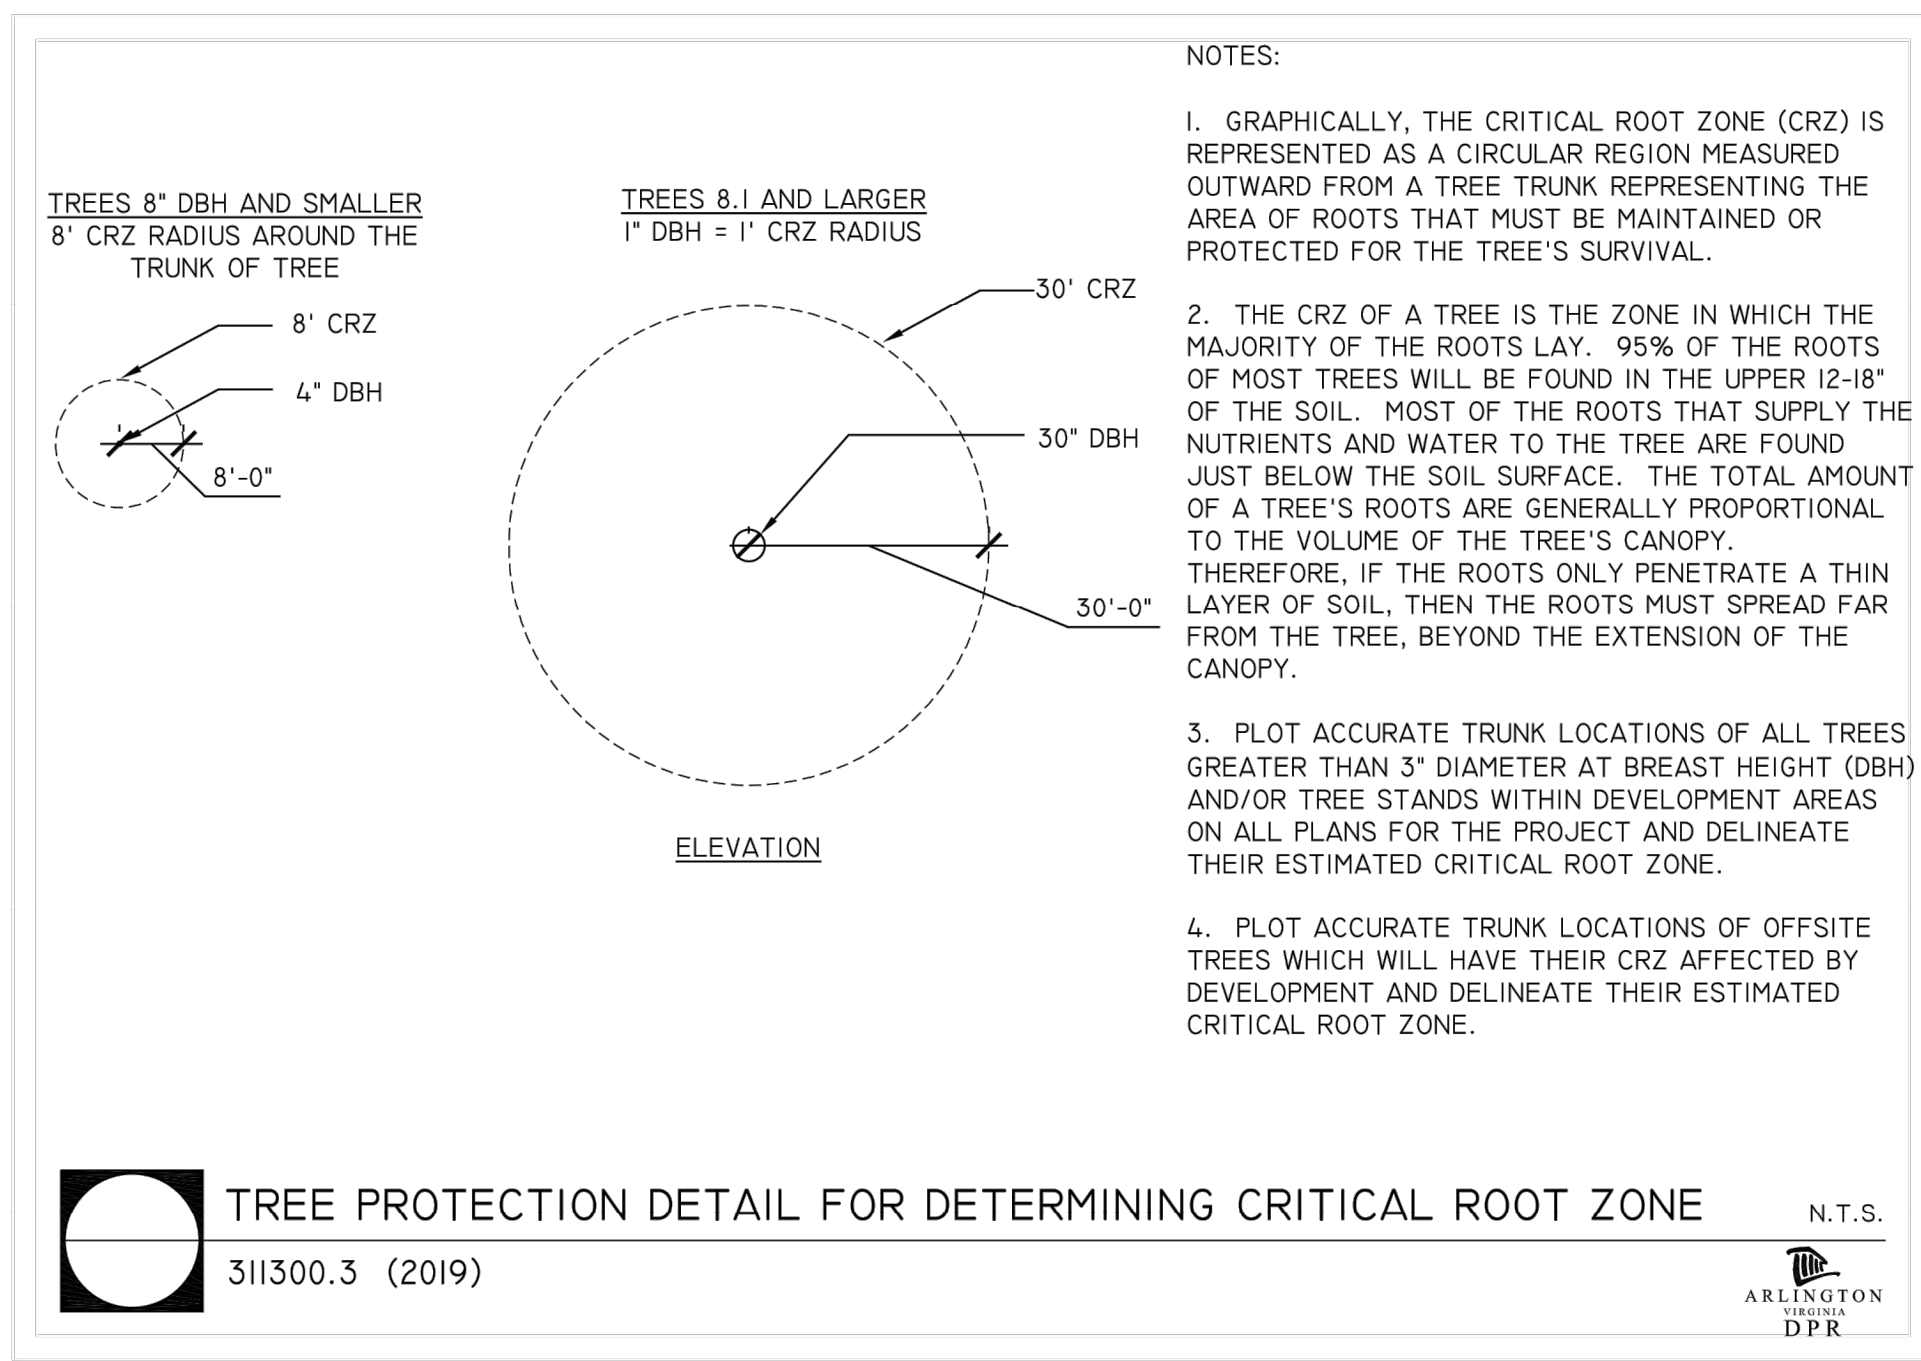 TREES 8" DBH AND SMALLER
8' CRZ RADIUS AROUND THE
TRUNK OF TREE
8' CRZ
4" DBH
8'-0"
TREES 8.1 AND LARGER
1" DBH = 1' CRZ RADIUS
30' CRZ
30" DBH
30'-0"
ELEVATION
NOTES:
1. GRAPHICALLY, THE CRITICAL ROOT ZONE (CRZ) IS
REPRESENTED AS A CIRCULAR REGION MEASURED
OUTWARD FROM A TREE TRUNK REPRESENTING THE
AREA OF ROOTS THAT MUST BE MAINTAINED OR
PROTECTED FOR THE TREE'S SURVIVAL.
2. THE CRZ OF A TREE IS THE ZONE IN WHICH THE
MAJORITY OF THE ROOTS LAY. 95% OF THE ROOTS
OF MOST TREES WILL BE FOUND IN THE UPPER 12-18"
OF THE SOIL. MOST OF THE ROOTS THAT SUPPLY THE
NUTRIENTS AND WATER TO THE TREE ARE FOUND
JUST BELOW THE SOIL SURFACE. THE TOTAL AMOUNT
OF A TREE'S ROOTS ARE GENERALLY PROPORTIONAL
TO THE VOLUME OF THE TREE'S CANOPY.
THEREFORE, IF THE ROOTS ONLY PENETRATE A THIN
LAYER OF SOIL, THEN THE ROOTS MUST SPREAD FAR
FROM THE TREE, BEYOND THE EXTENSION OF THE
CANOPY.
3. PLOT ACCURATE TRUNK LOCATIONS OF ALL TREES
GREATER THAN 3" DIAMETER AT BREAST HEIGHT (DBH)
AND/OR TREE STANDS WITHIN DEVELOPMENT AREAS
ON ALL PLANS FOR THE PROJECT AND DELINEATE
THEIR ESTIMATED CRITICAL ROOT ZONE.
4. PLOT ACCURATE TRUNK LOCATIONS OF OFFSITE
TREES WHICH WILL HAVE THEIR CRZ AFFECTED BY
DEVELOPMENT AND DELINEATE THEIR ESTIMATED
CRITICAL ROOT ZONE.
TREE PROTECTION DETAIL FOR DETERMINING CRITICAL ROOT ZONE
N.T.S.
311300.3 (2019)
ARLINGTON
VIRGINIA
DPR